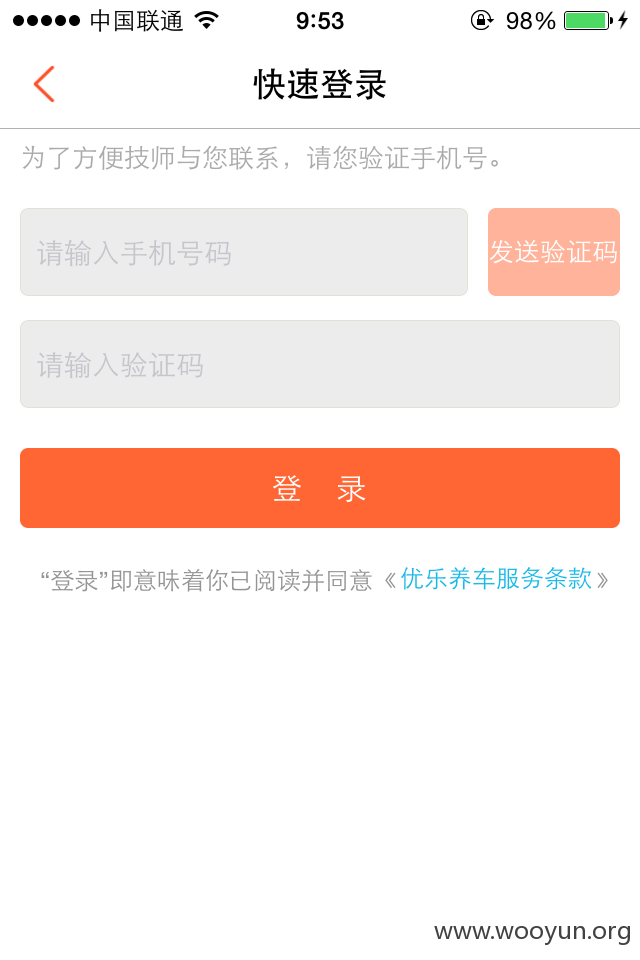 中国联通 9:53 98%
快速登录
为了方便技师与您联系，请您验证手机号。
请输入手机号码 发送验证码
请输入验证码
登 录
“登录”即意味着你已阅读并同意《优乐养车服务条款》
www.wooyun.org